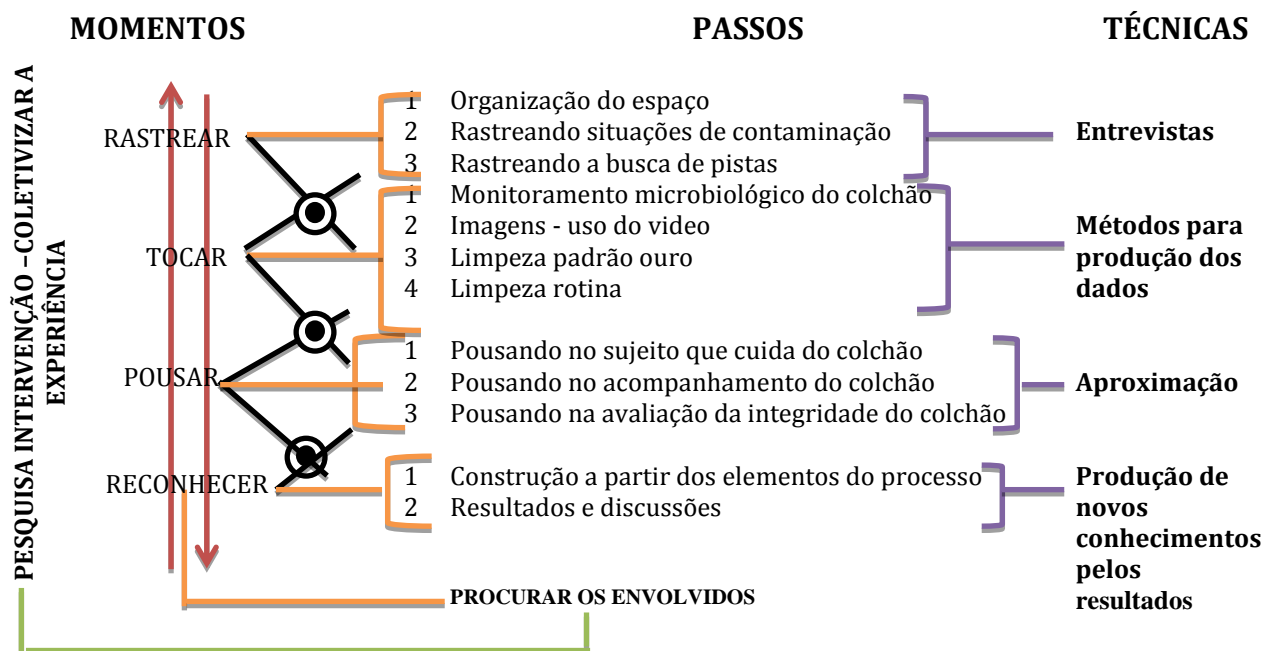 MOMENTOS
PASSOS
TÉCNICAS
PESQUISA INTERVENÇÃO –COLETIVIZAR A
EXPERIÊNCIA
RASTREAR
1 Organização do espaço
2 Rastreando situações de contaminação
3 Rastreando a busca de pistas
Entrevistas
TOCAR
1 Monitoramento microbiológico do colchão
2 Imagens - uso do video
3 Limpeza padrão ouro
4 Limpeza rotina
Métodos para
produção dos
dados
POUSAR
1 Pousando no sujeito que cuida do colchão
2 Pousando no acompanhamento do colchão
3 Pousando na avaliação da integridade do colchão
Aproximação
RECONHECER
1 Construção a partir dos elementos do processo
2 Resultados e discussões
Produção de
novos
conhecimentos
pelos
resultados
PROCURAR OS ENVOLVIDOS